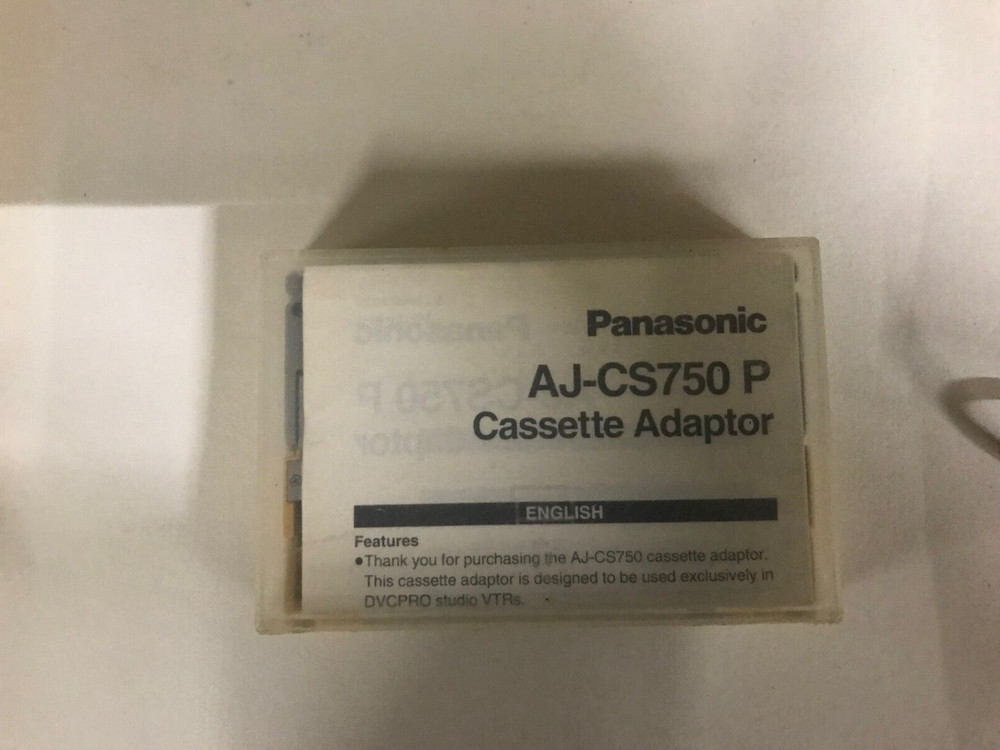 Panasonic
AJ-CS750 P
Cassette Adaptor
ENGLISH
Features
●Thank you for purchasing the AJ-CS750 cassette adaptor.
This cassette adaptor is designed to be used exclusively in
DVCPRO studio VTRs.